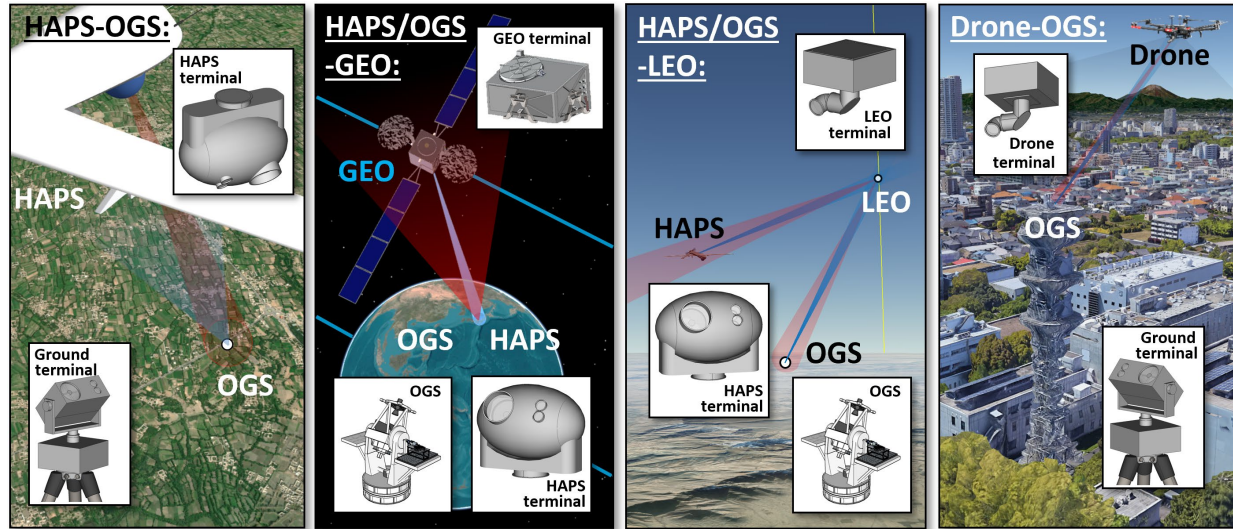 HAPS-OGS:
HAPS
terminal
HAPS
Ground
terminal
OGS
HAPS/OGS
-GEO:
GEO terminal
GEO
OGS
HAPS
OGS
HAPS
terminal
HAPS/OGS
-LEO:
LEO
terminal
LEO
HAPS
OGS
HAPS
terminal
OGS
Drone-OGS:
Drone
Drone
terminal
OGS
Ground
terminal